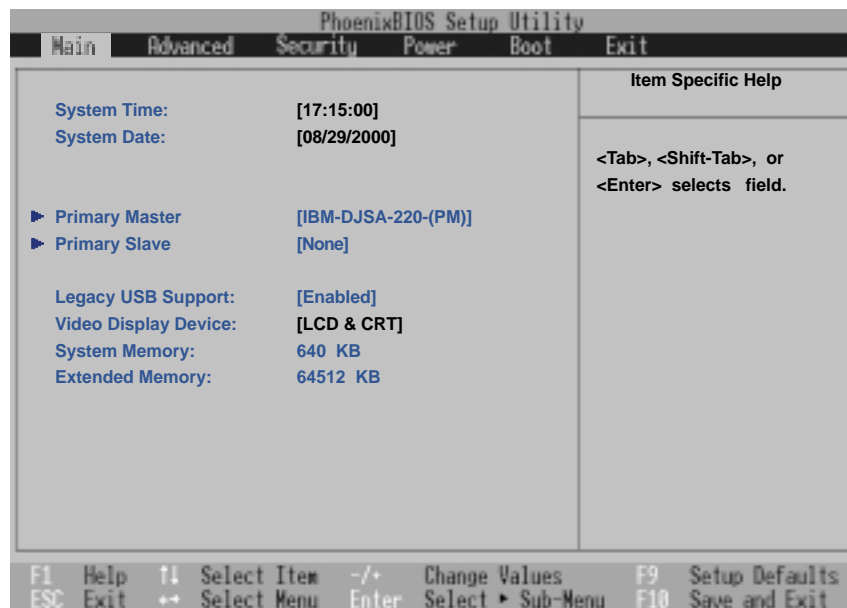 PhoenixBIOS Setup Utility
Main Advanced Security Power Boot Exit
Item Specific Help
System Time: [17:15:00]
System Date: [08/29/2000]
<Tab>, <Shift-Tab>, or
<Enter> selects field.
Primary Master [IBM-DJSA-220-(PM)]
Primary Slave [None]
Legacy USB Support: [Enabled]
Video Display Device: [LCD & CRT]
System Memory: 640 KB
Extended Memory: 64512 KB
F1 Help ↑↓ Select Item -/+ Change Values F9 Setup Defaults
ESC Exit ←→ Select Menu Enter Select ▸ Sub-Menu F10 Save and Exit